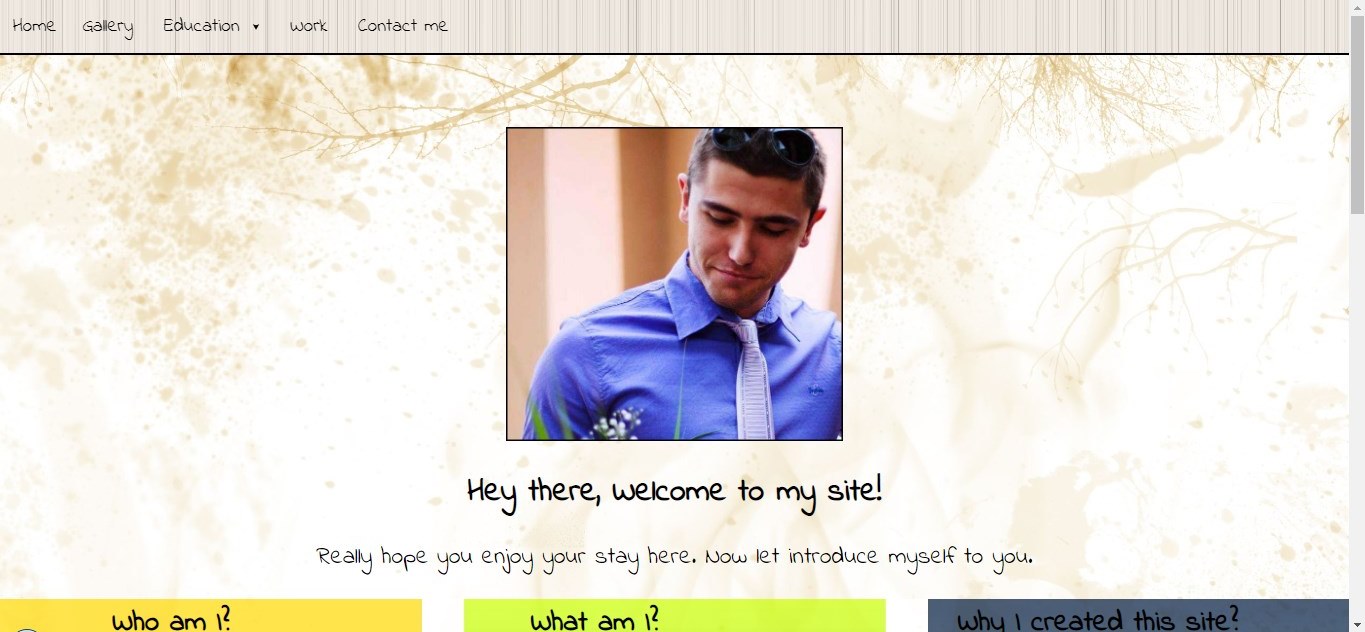 Home Gallery Education ▾ Work Contact me
Hey there, welcome to my site!
Really hope you enjoy your stay here. Now let introduce myself to you.
Who am I? What am I? Why I created this site?